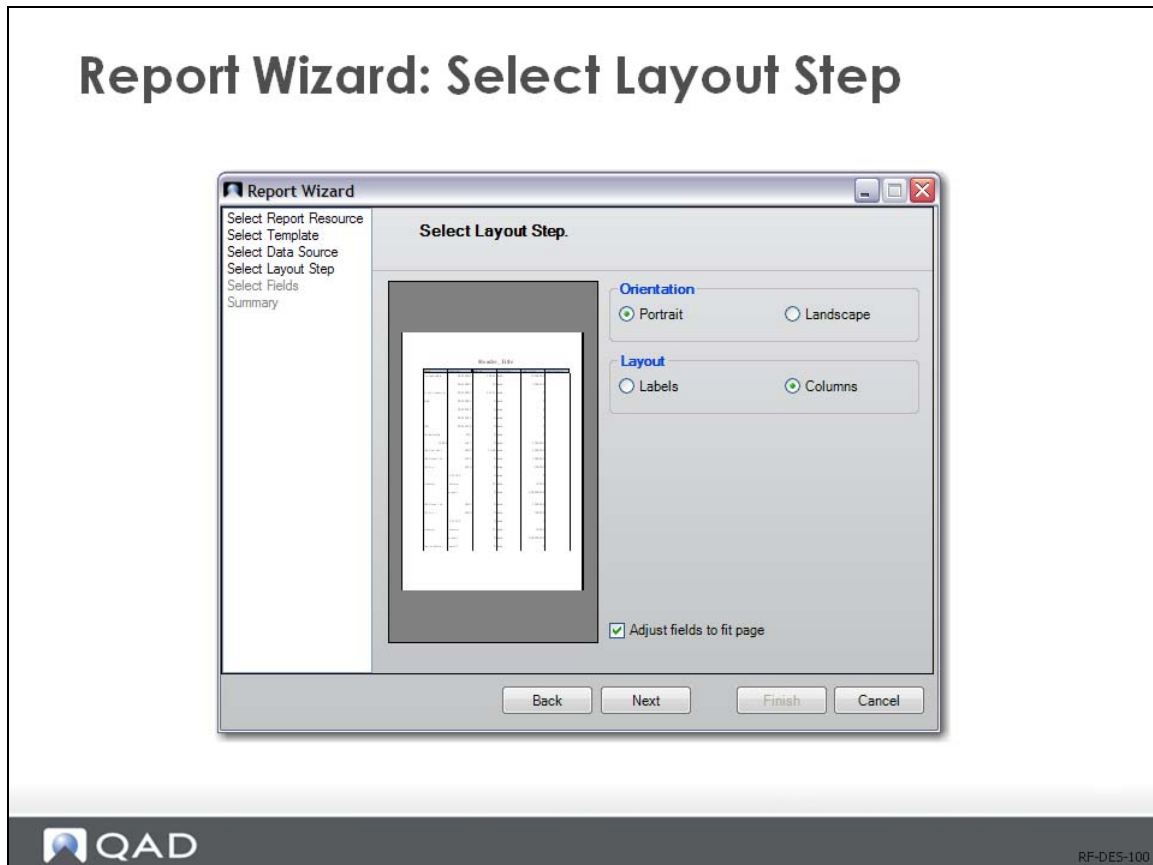 Report Wizard: Select Layout Step
Report Wizard
Select Report Resource
Select Template
Select Data Source
Select Layout Step
Select Fields
Summary
Select Layout Step.
Orientation
Portrait
Landscape
Layout
Labels
Columns
Adjust fields to fit page
Back
Next
Finish
Cancel
QAD
RF-DES-100